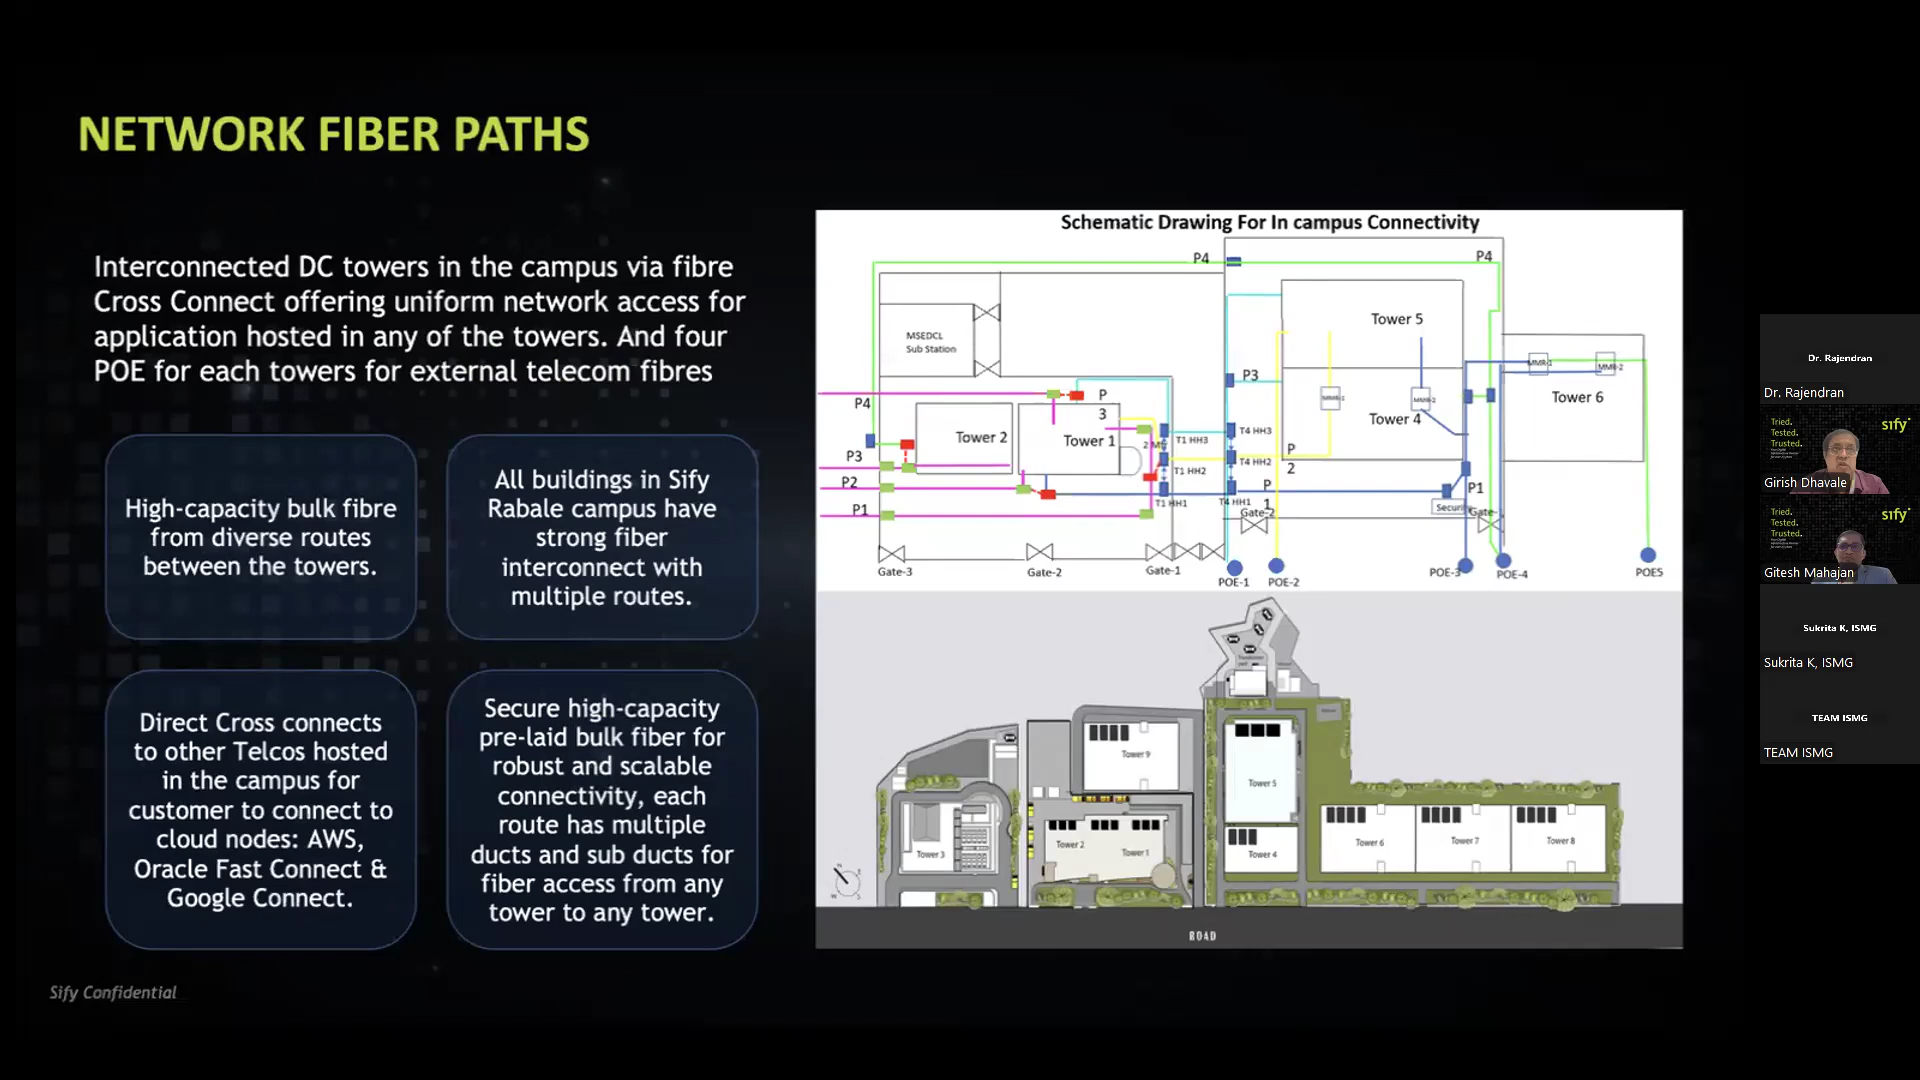 NETWORK FIBER PATHS
Interconnected DC towers in the campus via fibre
Cross Connect offering uniform network access for
application hosted in any of the towers. And four
POE for each towers for external telecom fibres
High-capacity bulk fibre
from diverse routes
between the towers.
All buildings in Sify
Rabale campus have
strong fiber
interconnect with
multiple routes.
Direct Cross connects
to other Telcos hosted
in the campus for
customer to connect to
cloud nodes: AWS,
Oracle Fast Connect &
Google Connect.
Secure high-capacity
pre-laid bulk fiber for
robust and scalable
connectivity, each
route has multiple
ducts and sub ducts for
fiber access from any
tower to any tower.
Sify Confidential
Schematic Drawing For In campus Connectivity
P4
P4
MSEDCL
Sub Station
Tower 5
P3
MMR-1
MMR-2
Tower 6
P4
P
3
Tower 2
Tower 1
Tower 4
T1 HH3
T4 HH3
P3
P
2
T1 HH2
T4 HH2
P2
P
1
P1
T1 HH1
T4 HH1
P1
Gate-2
Gate-3
Gate-2
Gate-1
POE-1
POE-2
POE-3
POE-4
POE5
Tower 9
Tower 5
Tower 3
Tower 2
Tower 1
Tower 4
Tower 6
Tower 7
Tower 8
ROAD
Dr. Rajendran
Dr. Rajendran
Tried.
Tested.
Trusted.
sify
Girish Dhavale
Tried.
Tested.
Trusted.
sify
Gitesh Mahajan
Sukrita K, ISMG
Sukrita K, ISMG
TEAM ISMG
TEAM ISMG